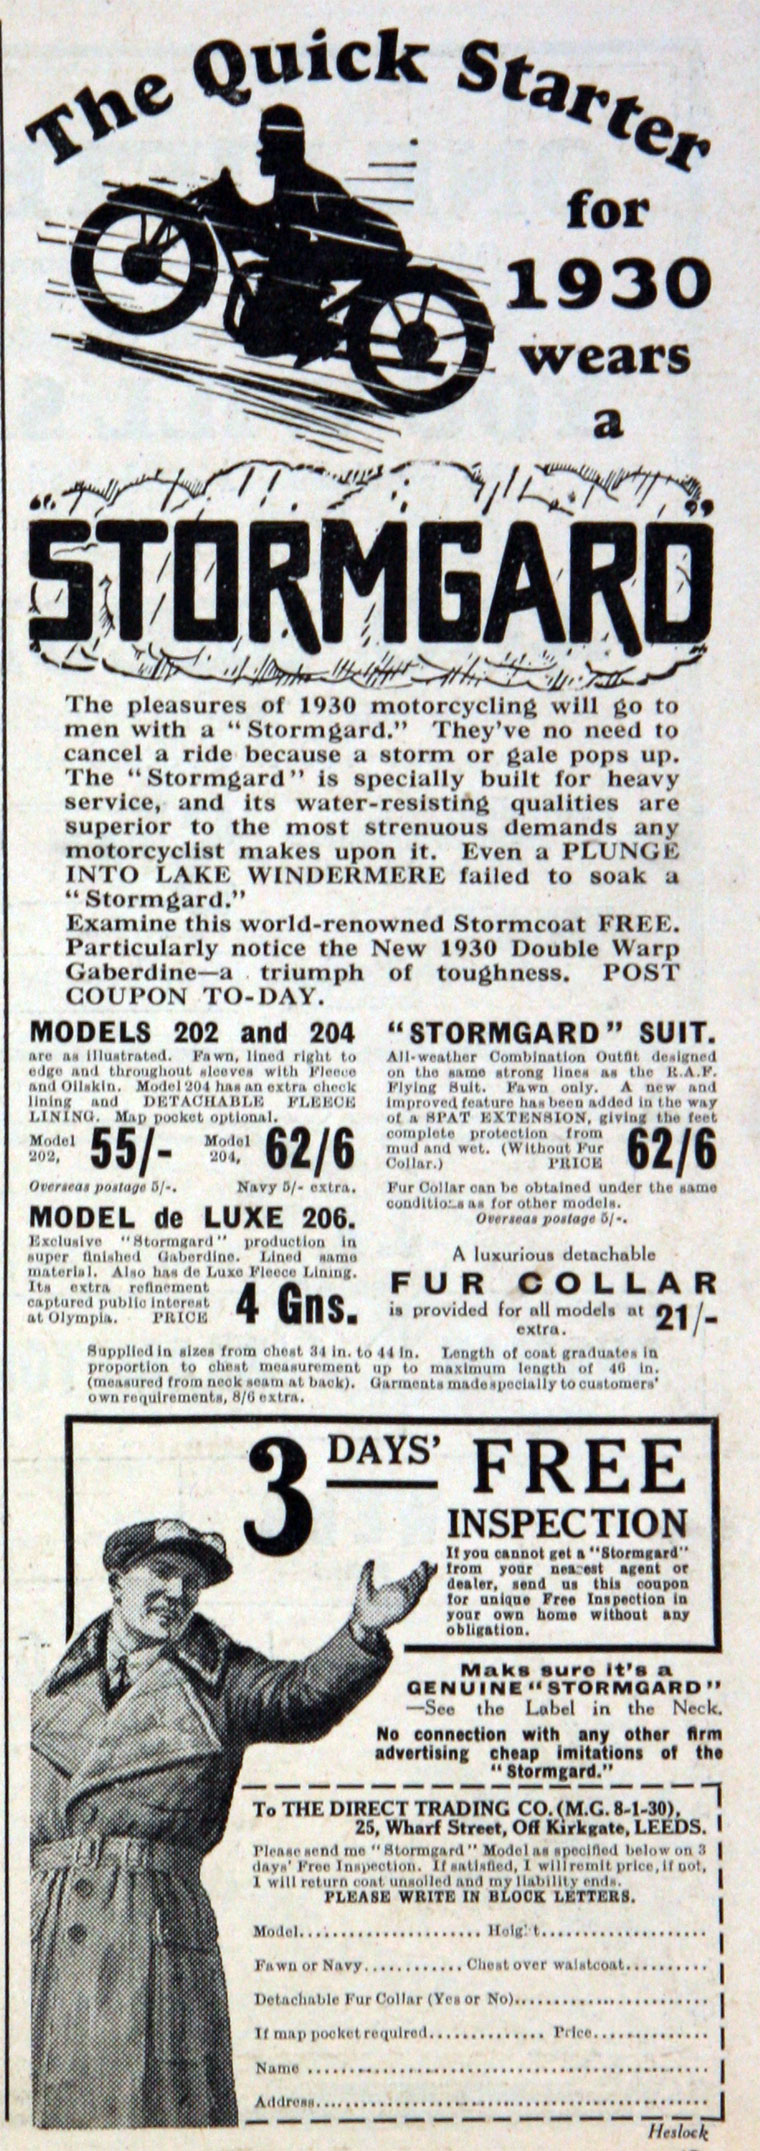 The Quick Starter
for
1930
wears
a
"STORMGARD"
The pleasures of 1930 motorcycling will go to
men with a "Stormgard." They've no need to
cancel a ride because a storm or gale pops up.
The "Stormgard" is specially built for heavy
service, and its water-resisting qualities are
superior to the most strenuous demands any
motorcyclist makes upon it. Even a PLUNGE
INTO LAKE WINDERMERE failed to soak a
"Stormgard."
Examine this world-renowned Stormcoat FREE.
Particularly notice the New 1930 Double Warp
Gaberdine—a triumph of toughness. POST
COUPON TO-DAY.
MODELS 202 and 204
are as illustrated. Fawn, lined right to
edge and throughout sleeves with Fleece
and Oilskin. Model 204 has an extra check
lining and DETACHABLE FLEECE
LINING. Map pocket optional.
Model 202, 55/- Model 204, 62/6
Overseas postage 5/-. Navy 5/- extra.
MODEL de LUXE 206.
Exclusive "Stormgard" production in
super finished Gaberdine. Lined same
material. Also has de Luxe Fleece Lining.
Its extra refinement
captured public interest
at Olympia. PRICE 4 Gns.
"STORMGARD" SUIT.
All-weather Combination Outfit designed
on the same strong lines as the R.A.F.
Flying Suit. Fawn only. A new and
improved feature has been added in the way
of a SPAT EXTENSION, giving the feet
complete protection from
mud and wet. (Without Fur
Collar.) PRICE 62/6
Fur Collar can be obtained under the same
conditions as for other models.
Overseas postage 5/-.
A luxurious detachable
FUR COLLAR
is provided for all models at 21/-
extra.
Supplied in sizes from chest 34 in. to 44 in. Length of coat graduates in
proportion to chest measurement up to maximum length of 46 in.
(measured from neck seam at back). Garments made specially to customers'
own requirements, 8/6 extra.
3 DAYS' FREE
INSPECTION
If you cannot get a "Stormgard"
from your nearest agent or
dealer, send us this coupon
for unique Free Inspection in
your own home without any
obligation.
Make sure it's a
GENUINE "STORMGARD"
—See the Label in the Neck.
No connection with any other firm
advertising cheap imitations of the
"Stormgard."
To THE DIRECT TRADING CO. (M.C. 8-1-30),
25, Wharf Street, Off Kirkgate, LEEDS.
Please send me "Stormgard" Model as specified below on 3
days' Free Inspection. If satisfied, I will remit price, if not,
I will return coat unsoiled and my liability ends.
PLEASE WRITE IN BLOCK LETTERS.
Model...................... Height.....................
Fawn or Navy............ Chest over waistcoat..........
Detachable Fur Collar (Yes or No)..........................
If map pocket required.............. Price..............
Name ......................................................
Address....................................................
Heslock